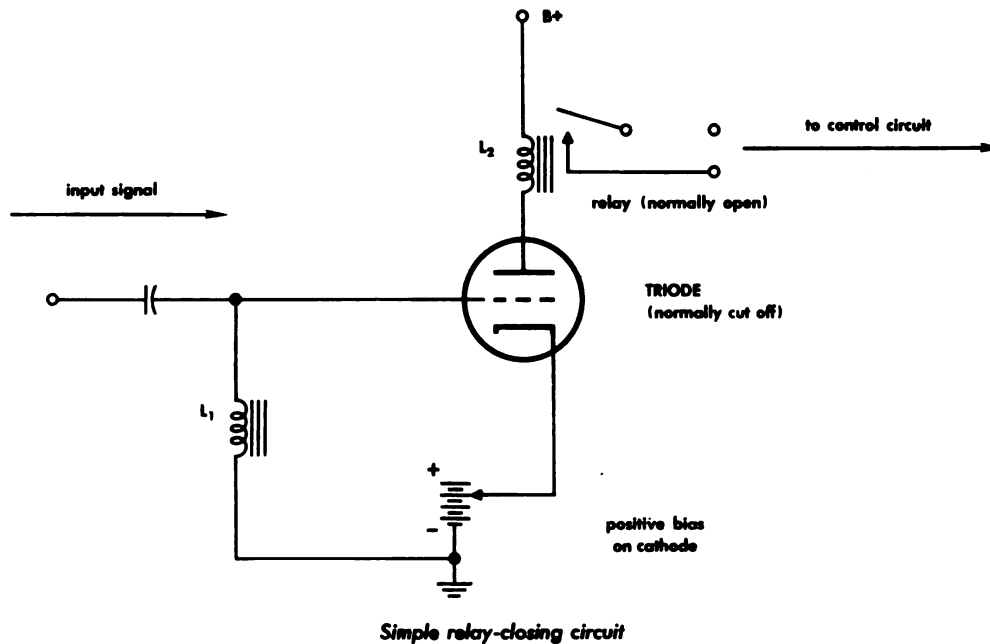 B+
L2
to control circuit
input signal
relay (normally open)
TRIODE
(normally cut off)
L1
+
-
positive bias
on cathode
Simple relay-closing circuit